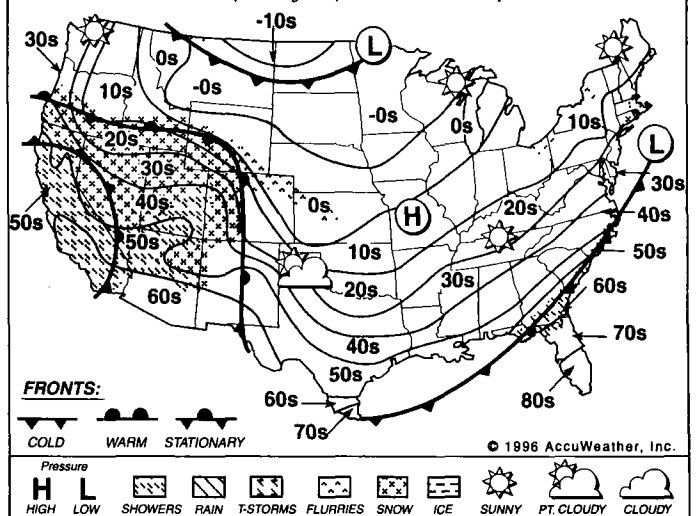 -10s
L
30s
0s
-0s
10s
-0s
0s
10s
20s
L
30s
30s
40s
0s
H
20s
40s
50s
50s
10s
50s
60s
20s
30s
60s
40s
70s
50s
FRONTS:
60s
80s
70s
COLD WARM STATIONARY
© 1996 AccuWeather, Inc.
Pressure
H L
HIGH LOW SHOWERS RAIN T-STORMS FLURRIES SNOW ICE SUNNY PT. CLOUDY CLOUDY